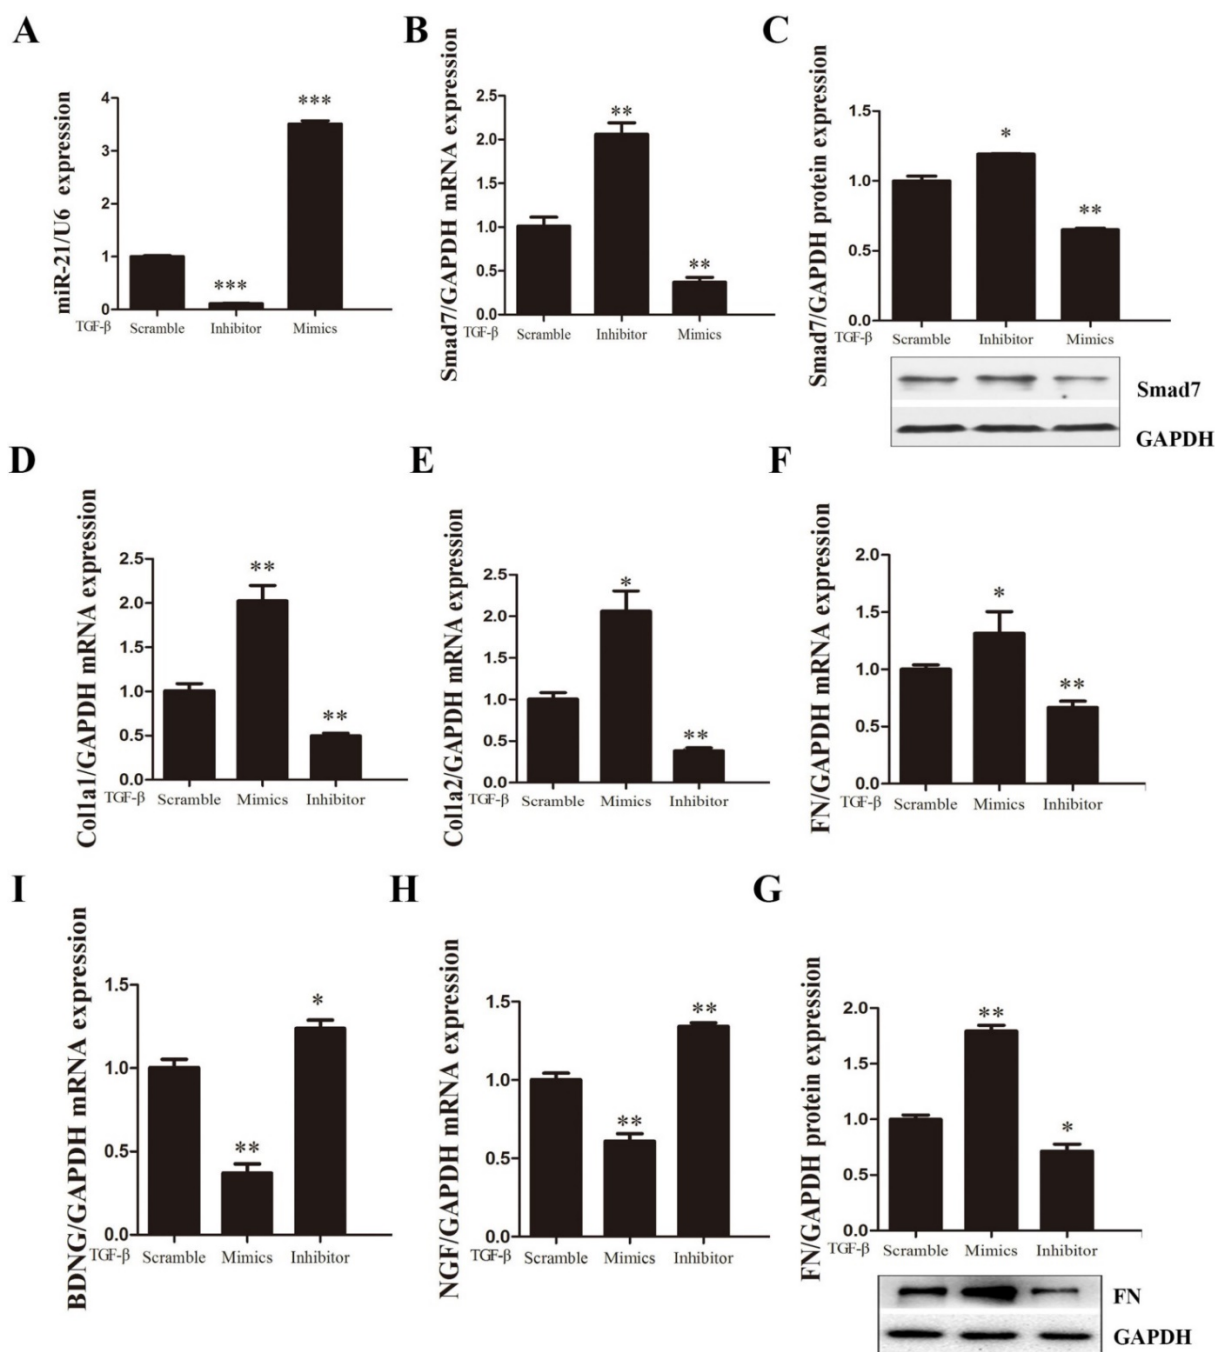 A
miR-21/U6 expression
4
3
2
1
0
***
***
TGF-β Scramble Inhibitor Mimics
B
Smad7/GAPDH mRNA expression
2.5
2.0
1.5
1.0
0.5
0.0
**
**
TGF-β Scramble Inhibitor Mimics
C
Smad7/GAPDH protein expression
1.5
1.0
0.5
0.0
*
**
TGF-β Scramble Inhibitor Mimics
Smad7
GAPDH
D
Col1a1/GAPDH mRNA expression
2.5
2.0
1.5
1.0
0.5
0.0
**
**
TGF-β Scramble Mimics Inhibitor
E
Col1a2/GAPDH mRNA expression
2.5
2.0
1.5
1.0
0.5
0.0
*
**
TGF-β Scramble Mimics Inhibitor
F
FN/GAPDH mRNA expression
2.0
1.5
1.0
0.5
0.0
*
**
TGF-β Scramble Mimics Inhibitor
I
BDNG/GAPDH mRNA expression
1.5
1.0
0.5
0.0
**
*
TGF-β Scramble Mimics Inhibitor
H
NGF/GAPDH mRNA expression
1.5
1.0
0.5
0.0
**
**
TGF-β Scramble Mimics Inhibitor
G
FN/GAPDH protein expression
2.0
1.5
1.0
0.5
0.0
**
*
TGF-β Scramble Mimics Inhibitor
FN
GAPDH